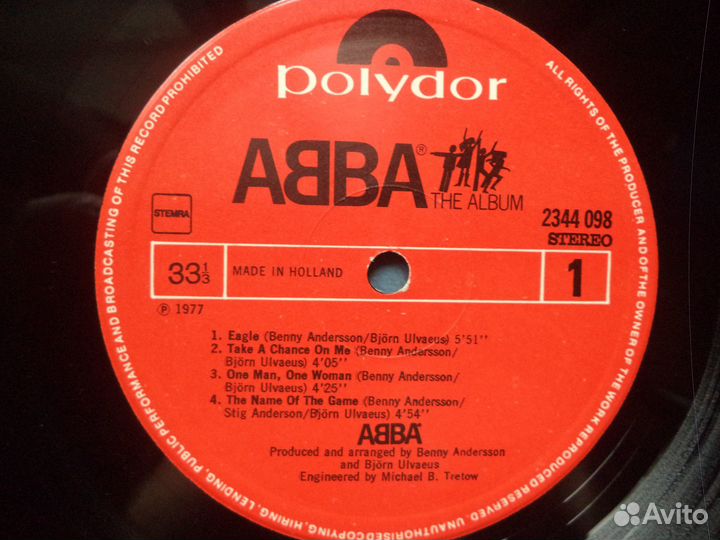 polydor
ABBA®
THE ALBUM
STEMRA
2344 098
STEREO
33 1/3
MADE IN HOLLAND
1
℗ 1977
1. Eagle (Benny Andersson/Björn Ulvaeus) 5'51''
2. Take A Chance On Me (Benny Andersson/
Björn Ulvaeus) 4'05''
3. One Man, One Woman (Benny Andersson/
Björn Ulvaeus) 4'25''
4. The Name Of The Game (Benny Andersson/
Stig Anderson/Björn Ulvaeus) 4'54''
ABBA
Produced and arranged by Benny Andersson
and Björn Ulvaeus
Engineered by Michael B. Tretow
ALL RIGHTS OF THE PRODUCER AND OF THE OWNER OF THE WORK REPRODUCED RESERVED. UNAUTHORISED COPYING, HIRING, LENDING, PUBLIC PERFORMANCE AND BROADCASTING OF THIS RECORD PROHIBITED
Avito